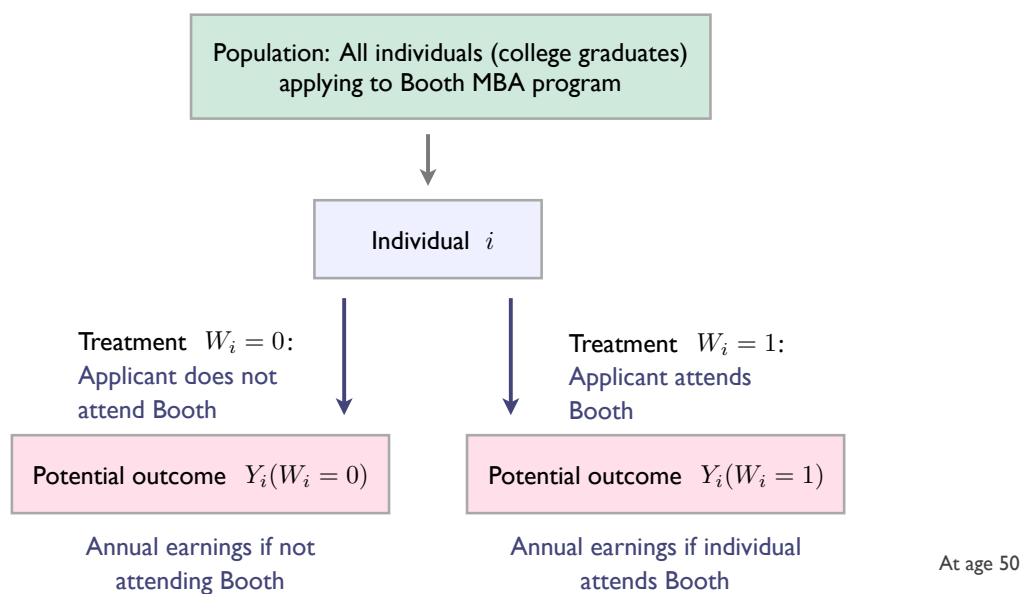 Population: All individuals (college graduates)
applying to Booth MBA program
Individual i
Treatment W_i = 0:
Applicant does not
attend Booth
Treatment W_i = 1:
Applicant attends
Booth
Potential outcome Y_i(W_i = 0)
Potential outcome Y_i(W_i = 1)
Annual earnings if not
attending Booth
Annual earnings if individual
attends Booth
At age 50